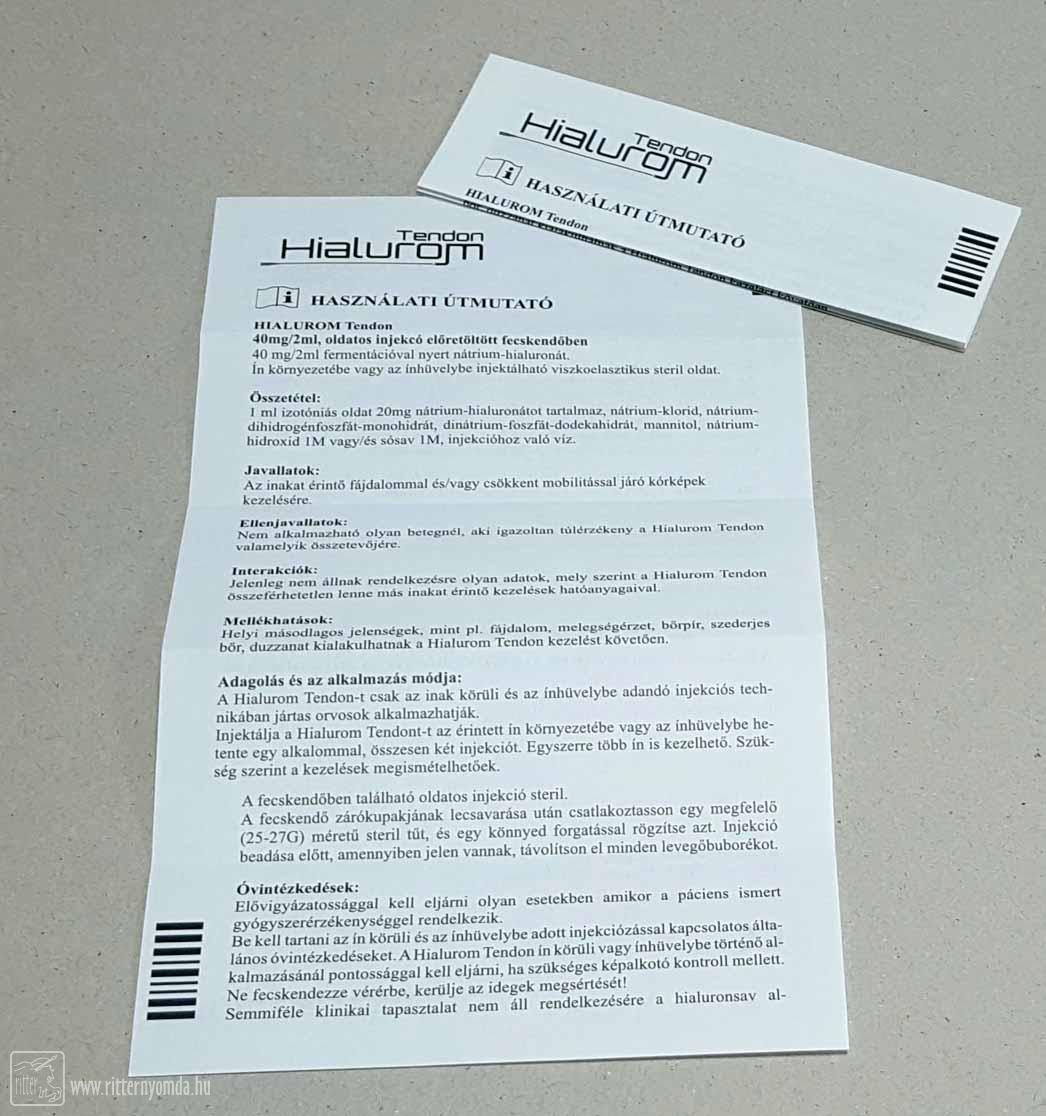 Tendon
Hialurom
HASZNÁLATI ÚTMUTATÓ
HIALUROM Tendon
Tendon
Hialurom
HASZNÁLATI ÚTMUTATÓ
HIALUROM Tendon
40mg/2ml, oldatos injekcó előretöltött fecskendőben
40 mg/2ml fermentációval nyert nátrium-hialuronát.
Ín környezetébe vagy az ínhüvelybe injektálható viszkoelasztikus steril oldat.
Összetétel:
1 ml izotóniás oldat 20mg nátrium-hialuronátot tartalmaz, nátrium-klorid, nátrium-
dihidrogénfoszfát-monohidrát, dinátrium-foszfát-dodekahidrát, mannitol, nátrium-
hidroxid 1M vagy/és sósav 1M, injekcióhoz való víz.
Javallatok:
Az inakat érintő fájdalommal és/vagy csökkent mobilitással járó kórképek
kezelésére.
Ellenjavallatok:
Nem alkalmazható olyan betegnél, aki igazoltan túlérzékeny a Hialurom Tendon
valamelyik összetevőjére.
Interakciók:
Jelenleg nem állnak rendelkezésre olyan adatok, mely szerint a Hialurom Tendon
összeférhetetlen lenne más inakat érintő kezelések hatóanyagaival.
Mellékhatások:
Helyi másodlagos jelenségek, mint pl. fájdalom, melegségérzet, bőrpír, szederjes
bőr, duzzanat kialakulhatnak a Hialurom Tendon kezelést követően.
Adagolás és az alkalmazás módja:
A Hialurom Tendon-t csak az inak körüli és az ínhüvelybe adandó injekciós tech-
nikában jártas orvosok alkalmazhatják.
Injektálja a Hialurom Tendont-t az érintett ín környezetébe vagy az ínhüvelybe he-
tente egy alkalommal, összesen két injekciót. Egyszerre több ín is kezelhető. Szük-
ség szerint a kezelések megismételhetőek.
A fecskendőben található oldatos injekció steril.
A fecskendő zárókupakjának lecsavarása után csatlakoztasson egy megfelelő
(25-27G) méretű steril tűt, és egy könnyed forgatással rögzítse azt. Injekció
beadása előtt, amennyiben jelen vannak, távolítson el minden levegőbuborékot.
Óvintézkedések:
Elővigyázatossággal kell eljárni olyan esetekben amikor a páciens ismert
gyógyszerérzékenységgel rendelkezik.
Be kell tartani az ín körüli és az ínhüvelybe adott injekciózással kapcsolatos álta-
lános óvintézkedéseket. A Hialurom Tendon ín körüli vagy ínhüvelybe történő al-
kalmazásánál pontossággal kell eljárni, ha szükséges képalkotó kontroll mellett.
Ne fecskendezze vérérbe, kerülje az idegek megsértését!
Semmiféle klinikai tapasztalat nem áll rendelkezésére a hialuronsav al-
ritter
www.ritternyomda.hu